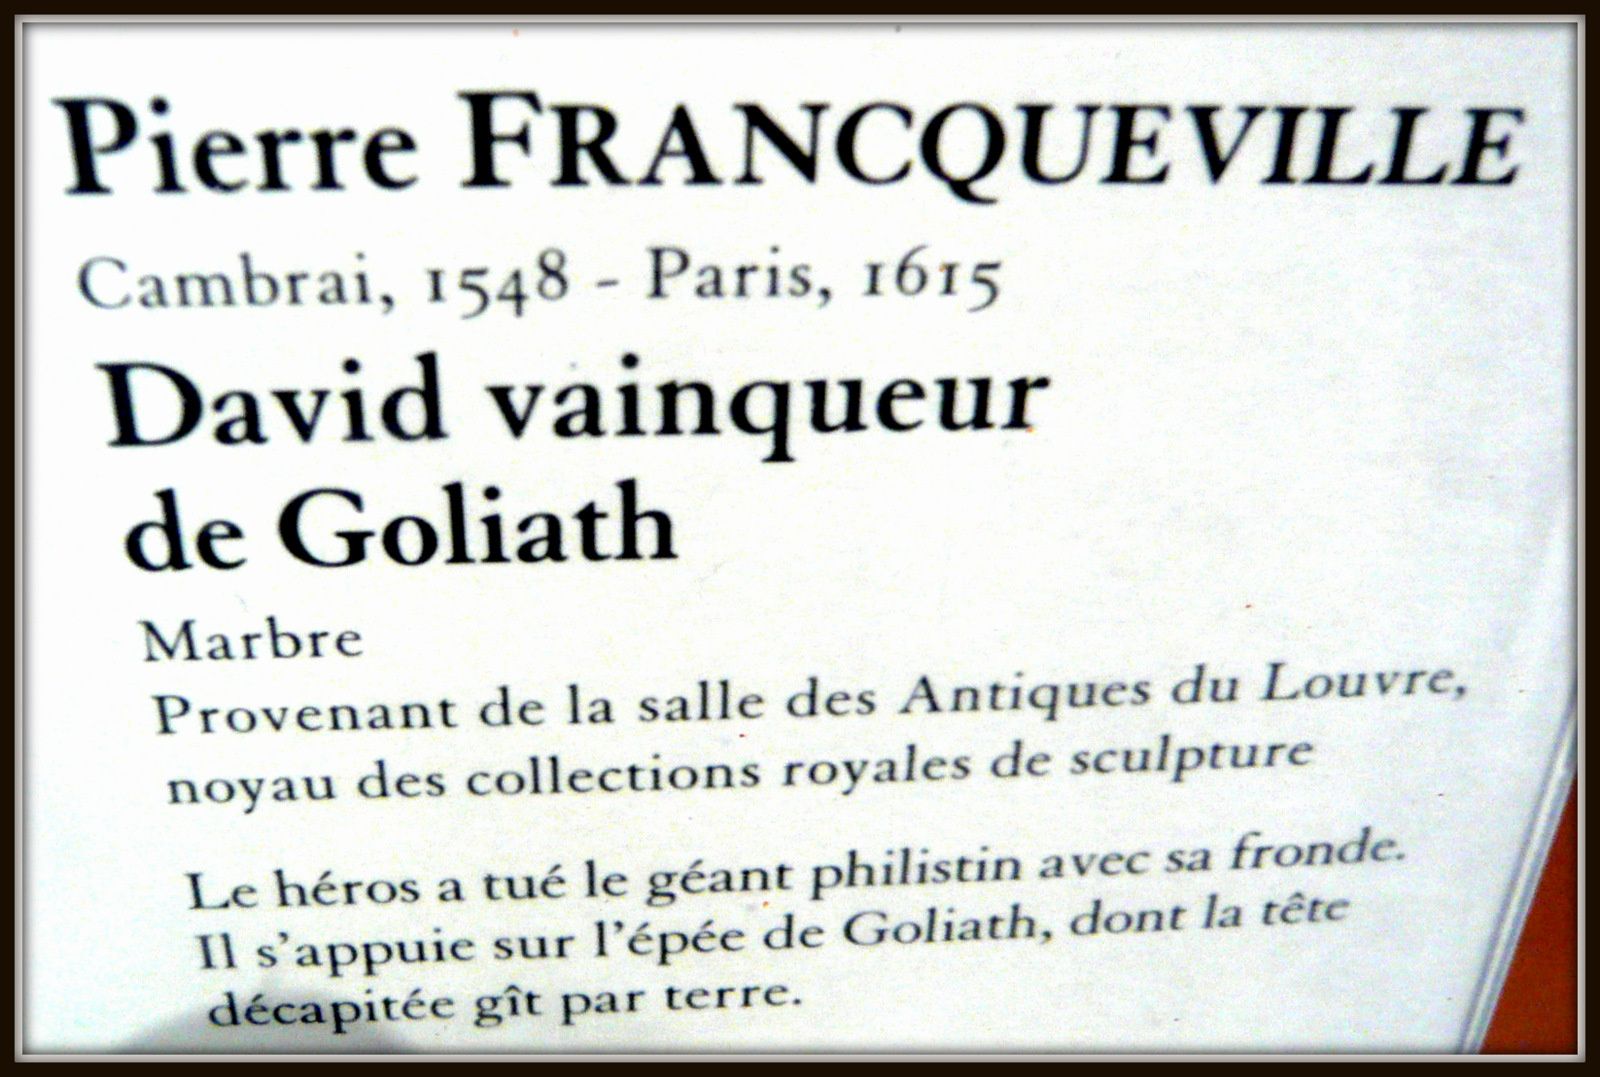 Pierre FRANCQUEVILLE
Cambrai, 1548 - Paris, 1615
David vainqueur
de Goliath
Marbre
Provenant de la salle des Antiques du Louvre,
noyau des collections royales de sculpture
Le héros a tué le géant philistin avec sa fronde.
Il s'appuie sur l'épée de Goliath, dont la tête
décapitée gît par terre.